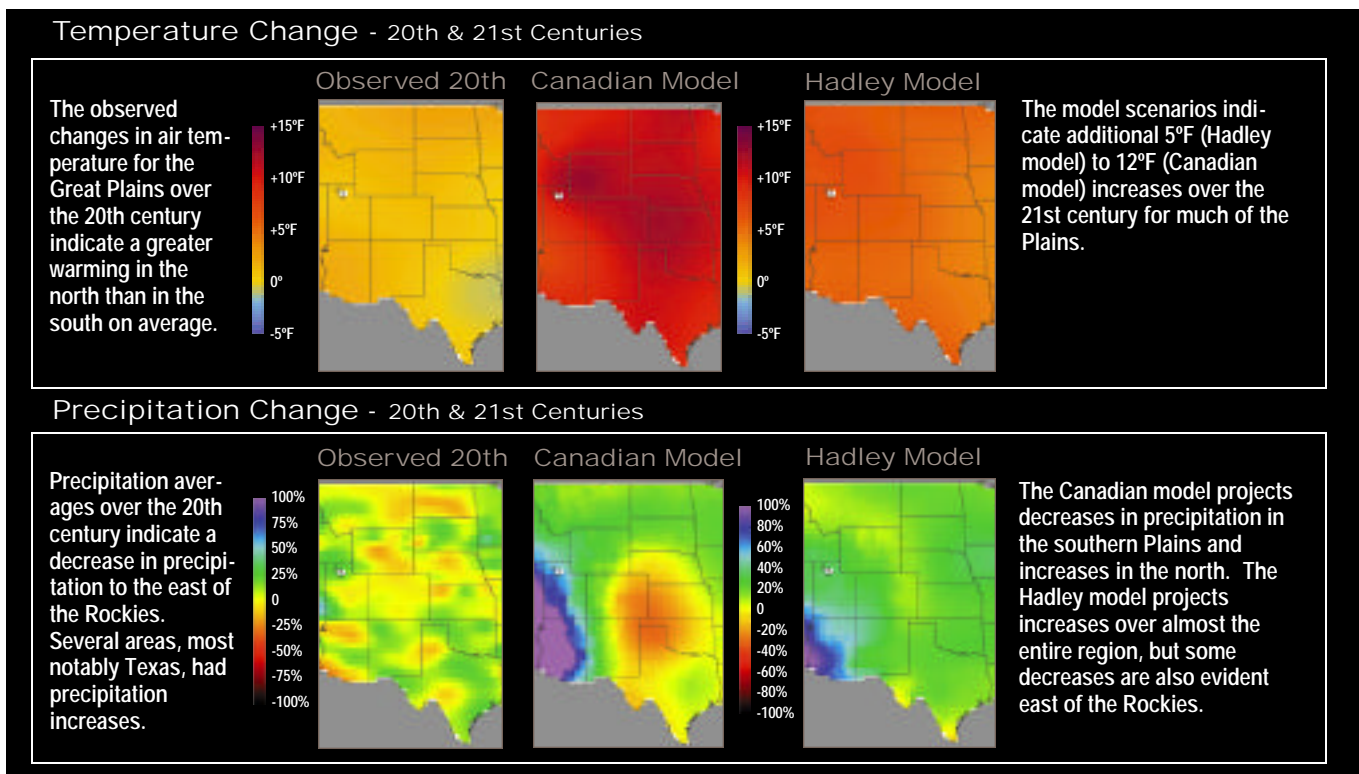 Temperature Change - 20th & 21st Centuries
The observed
changes in air tem-
perature for the
Great Plains over
the 20th century
indicate a greater
warming in the
north than in the
south on average.
Observed 20th
Canadian Model
Hadley Model
+15ºF
+10ºF
+5ºF
0º
-5ºF
+15ºF
+10ºF
+5ºF
0º
-5ºF
The model scenarios indi-
cate additional 5ºF (Hadley
model) to 12ºF (Canadian
model) increases over the
21st century for much of the
Plains.
Precipitation Change - 20th & 21st Centuries
Precipitation aver-
ages over the 20th
century indicate a
decrease in precipi-
tation to the east of
the Rockies.
Several areas, most
notably Texas, had
precipitation
increases.
Observed 20th
Canadian Model
Hadley Model
100%
75%
50%
25%
0
-25%
-50%
-75%
-100%
100%
80%
60%
40%
20%
0
-20%
-40%
-60%
-80%
-100%
The Canadian model projects
decreases in precipitation in
the southern Plains and
increases in the north. The
Hadley model projects
increases over almost the
entire region, but some
decreases are also evident
east of the Rockies.